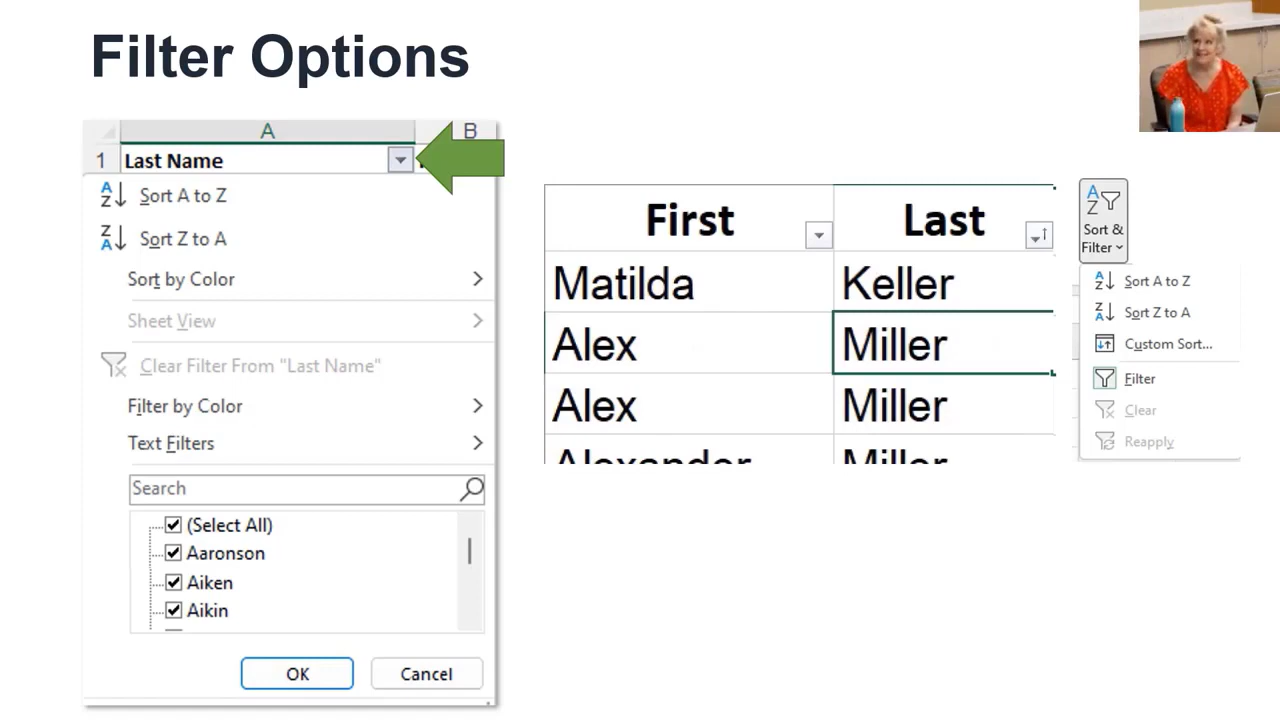 Filter Options
A B
1 Last Name
Sort A to Z
Sort Z to A
Sort by Color
Sheet View
Clear Filter From "Last Name"
Filter by Color
Text Filters
Search
(Select All)
Aaronson
Aiken
Aikin
OK Cancel
First Last
Matilda Keller
Alex Miller
Alex Miller
Alexander Miller
Sort &
Filter
Sort A to Z
Sort Z to A
Custom Sort...
Filter
Clear
Reapply